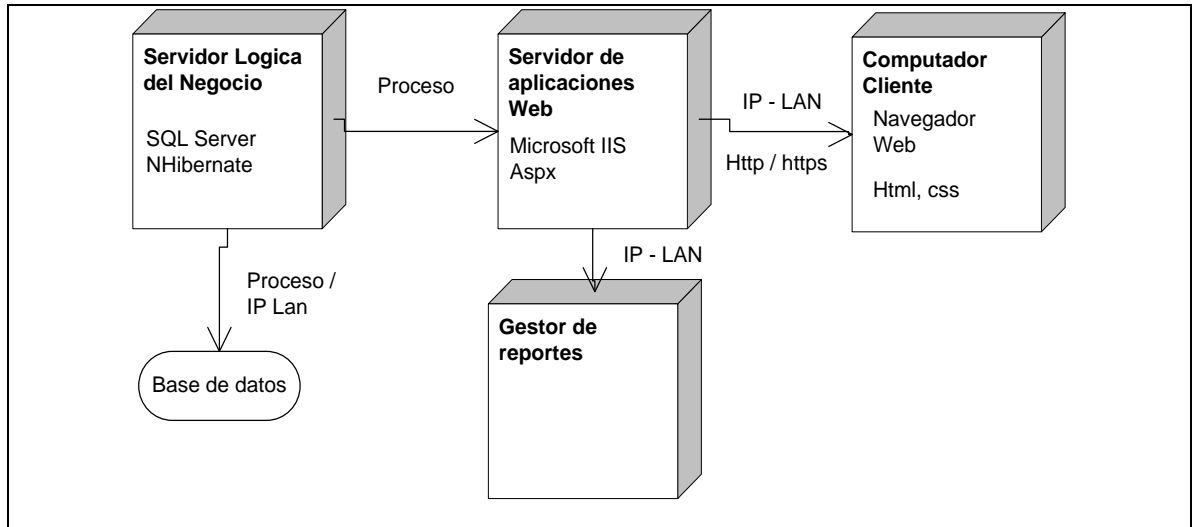 Servidor Logica
del Negocio
SQL Server
NHibernate
Proceso
Servidor de
aplicaciones
Web
Microsoft IIS
Aspx
IP - LAN
Http / https
Computador
Cliente
Navegador
Web
Html, css
Proceso /
IP Lan
Base de datos
IP - LAN
Gestor de
reportes